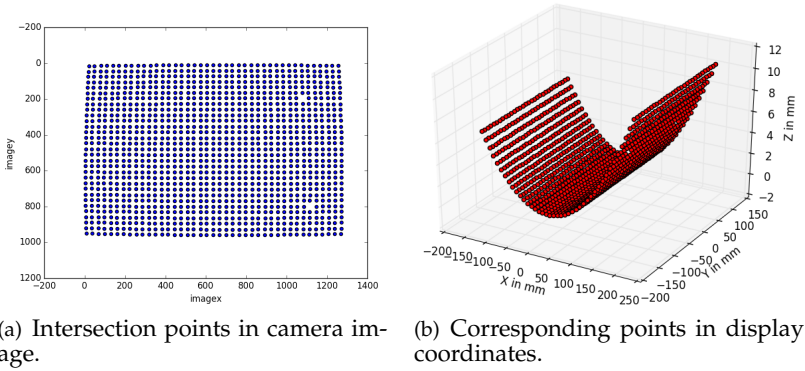 −200
0
200
400
600
800
1000
1200
imagey
−200 0 200 400 600 800 1000 1200 1400
imagex
12
10
8
6
4
2
0
−2
Z in mm
−200−150−100−50 0 50 100 150 200 250
X in mm
−200−150−100−50 0 50 100 150
Y in mm
(a) Intersection points in camera im-
age.
(b) Corresponding points in display
coordinates.